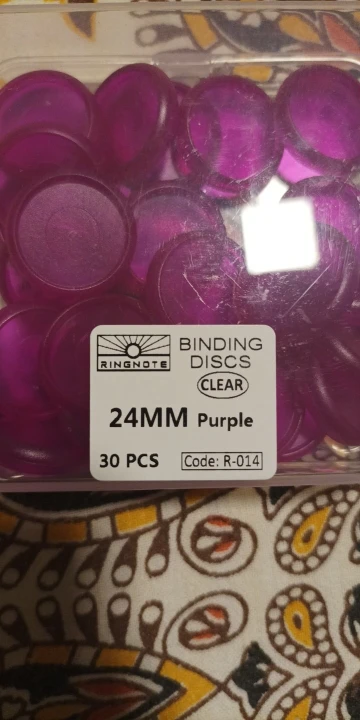 RINGNOTE
BINDING
DISCS
CLEAR
24MM Purple
30 PCS
Code: R-014